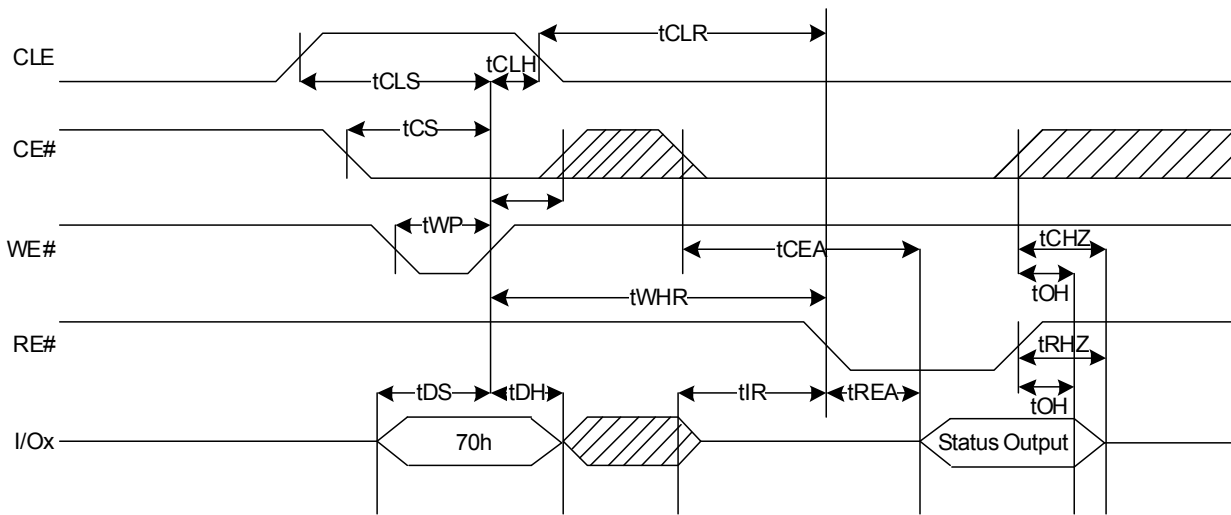 tCLR
CLE
tCLH
tCLS
tCS
CE#
tWP
WE#
tCEA
tCHZ
tWHR
tOH
RE#
tRHZ
tDS
tDH
tIR
tREA
tOH
I/Ox
70h
Status Output